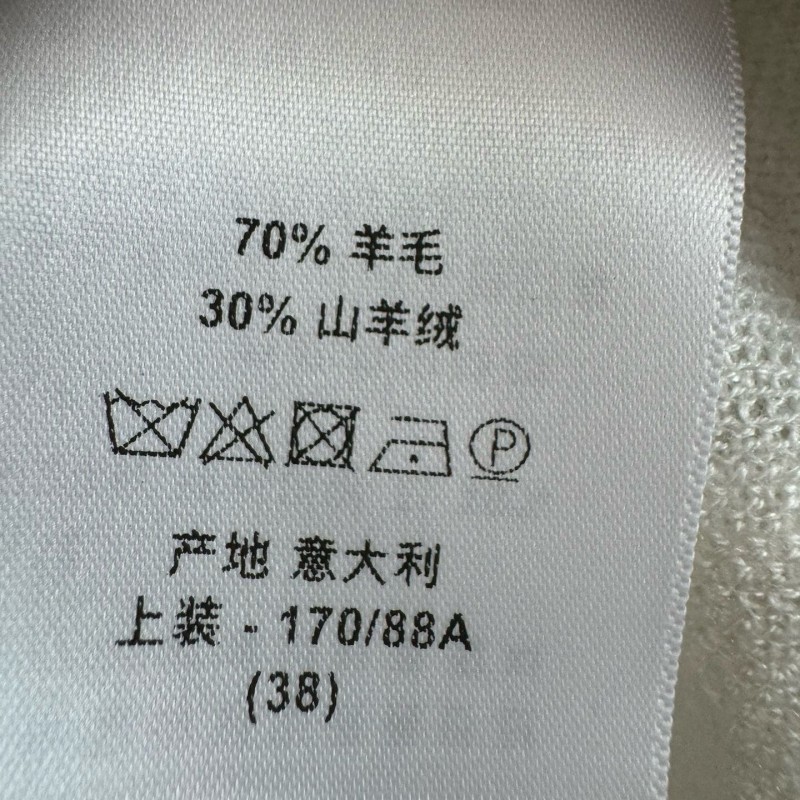 70% 羊毛
30% 山羊绒
P
产地 意大利
上装 - 170/88A
(38)